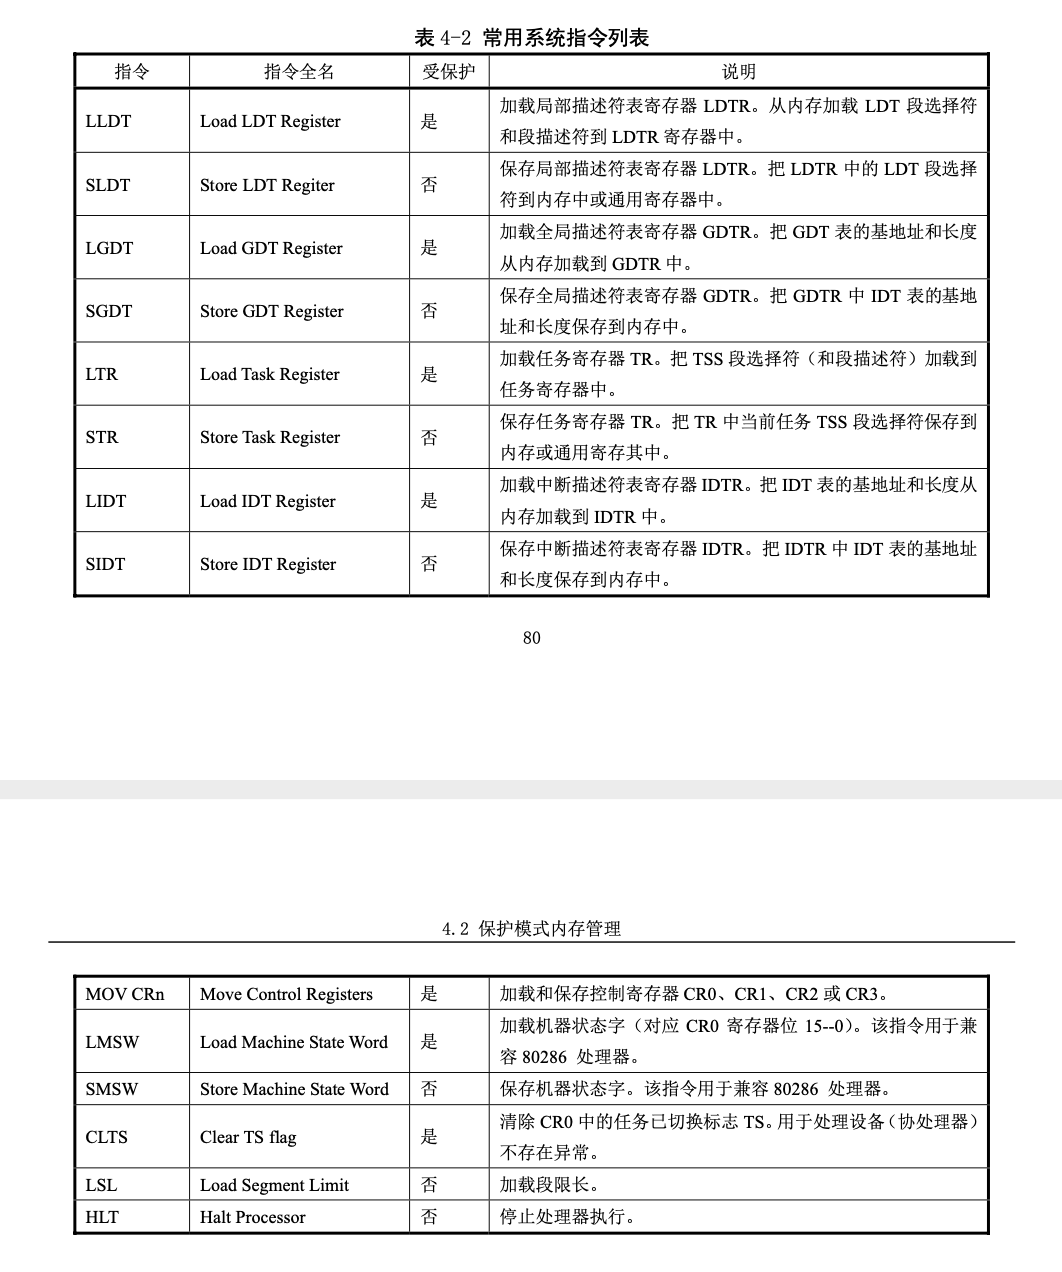 表 4-2 常用系统指令列表
指令 指令全名 受保护 说明
LLDT Load LDT Register 是 加载局部描述符表寄存器 LDTR。从内存加载 LDT 段选择符
和段描述符到 LDTR 寄存器中。
SLDT Store LDT Regiter 否 保存局部描述符表寄存器 LDTR。把 LDTR 中的 LDT 段选择
符到内存中或通用寄存器中。
LGDT Load GDT Register 是 加载全局描述符表寄存器 GDTR。把 GDT 表的基地址和长度
从内存加载到 GDTR 中。
SGDT Store GDT Register 否 保存全局描述符表寄存器 GDTR。把 GDTR 中 IDT 表的基地
址和长度保存到内存中。
LTR Load Task Register 是 加载任务寄存器 TR。把 TSS 段选择符（和段描述符）加载到
任务寄存器中。
STR Store Task Register 否 保存任务寄存器 TR。把 TR 中当前任务 TSS 段选择符保存到
内存或通用寄存其中。
LIDT Load IDT Register 是 加载中断描述符表寄存器 IDTR。把 IDT 表的基地址和长度从
内存加载到 IDTR 中。
SIDT Store IDT Register 否 保存中断描述符表寄存器 IDTR。把 IDTR 中 IDT 表的基地址
和长度保存到内存中。
80
4.2 保护模式内存管理
MOV CRn Move Control Registers 是 加载和保存控制寄存器 CR0、CR1、CR2 或 CR3。
LMSW Load Machine State Word 是 加载机器状态字（对应 CR0 寄存器位 15--0）。该指令用于兼
容 80286 处理器。
SMSW Store Machine State Word 否 保存机器状态字。该指令用于兼容 80286 处理器。
CLTS Clear TS flag 是 清除 CR0 中的任务已切换标志 TS。用于处理设备（协处理器）
不存在异常。
LSL Load Segment Limit 否 加载段限长。
HLT Halt Processor 否 停止处理器执行。